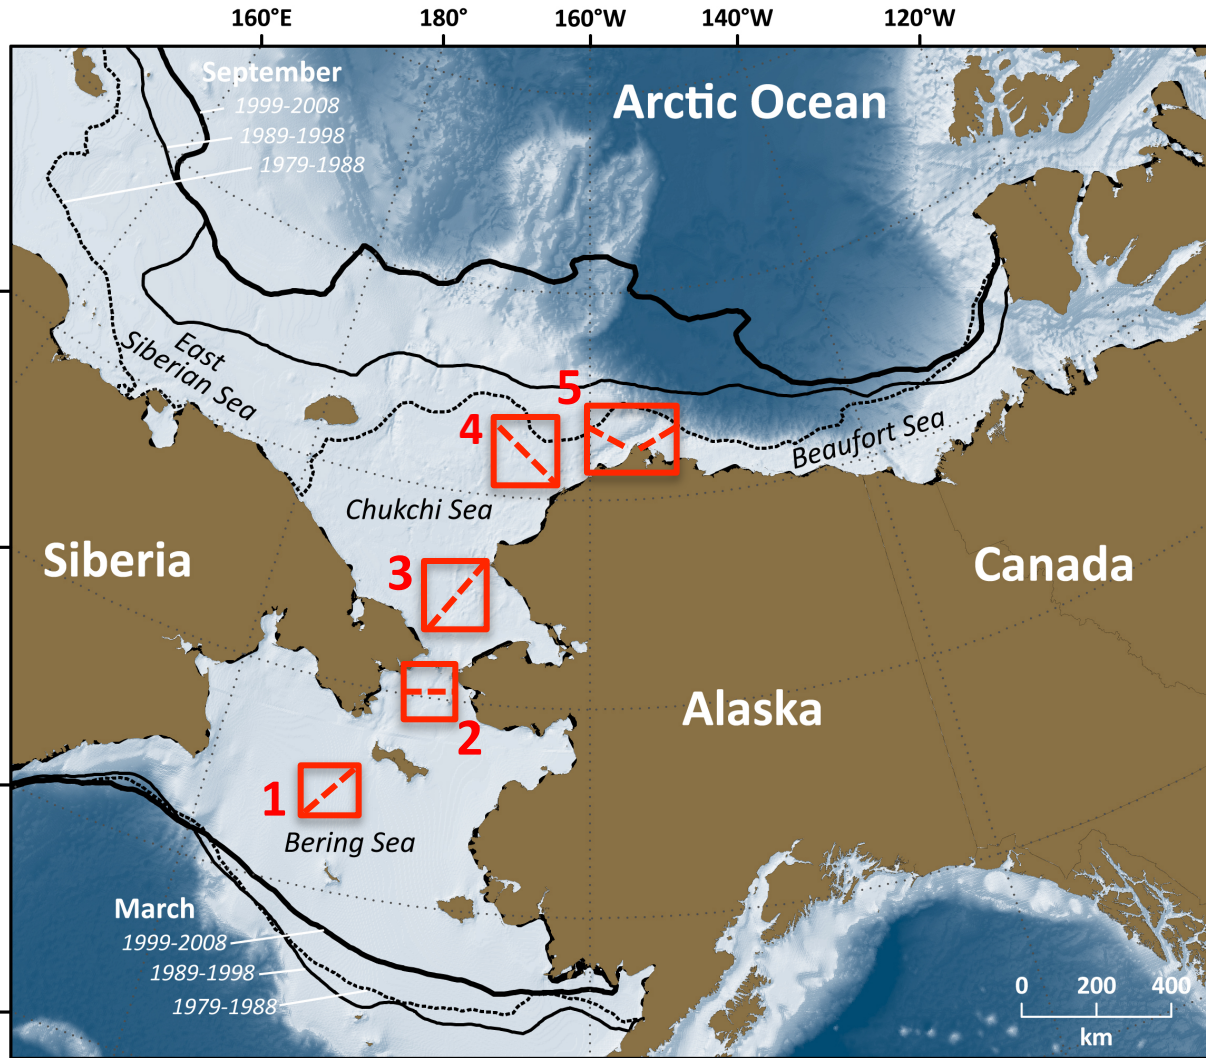 160°E 180° 160°W 140°W 120°W
September
1999-2008
1989-1998
1979-1988
Arctic Ocean
East
Siberian Sea
5
4
Beaufort Sea
Chukchi Sea
Siberia
3
Canada
Alaska
2
1
Bering Sea
March
1999-2008
1989-1998
1979-1988
0 200 400
km